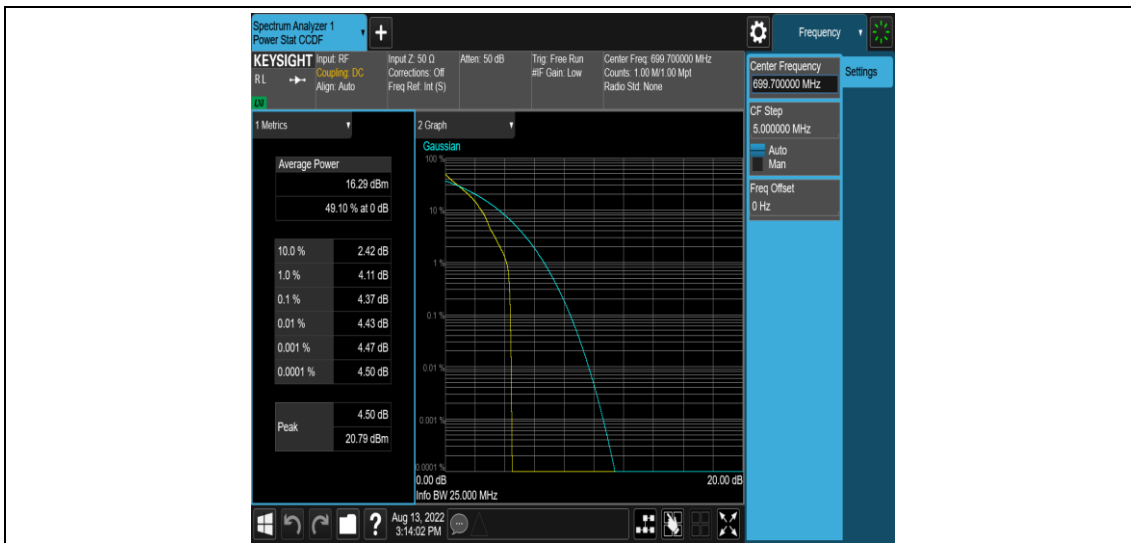 Spectrum Analyzer 1
Power Stat CCDF
+
Frequency
KEYSIGHT
RL
LXI
Input: RF
Coupling: DC
Align: Auto
Input Z: 50 Ω
Corrections: Off
Freq Ref: Int (S)
Atten: 50 dB
Trig: Free Run
#IF Gain: Low
Center Freq: 699.700000 MHz
Counts: 1.00 M/1.00 Mpt
Radio Std: None
Center Frequency
699.700000 MHz
Settings
CF Step
5.000000 MHz
Auto
Man
Freq Offset
0 Hz
1 Metrics
Average Power
16.29 dBm
49.10 % at 0 dB
10.0 % 2.42 dB
1.0 % 4.11 dB
0.1 % 4.37 dB
0.01 % 4.43 dB
0.001 % 4.47 dB
0.0001 % 4.50 dB
Peak
4.50 dB
20.79 dBm
2 Graph
Gaussian
100 %
10 %
1 %
0.1 %
0.01 %
0.001 %
0.0001 %
0.00 dB 20.00 dB
Info BW 25.000 MHz
?
Aug 13, 2022
3:14:02 PM